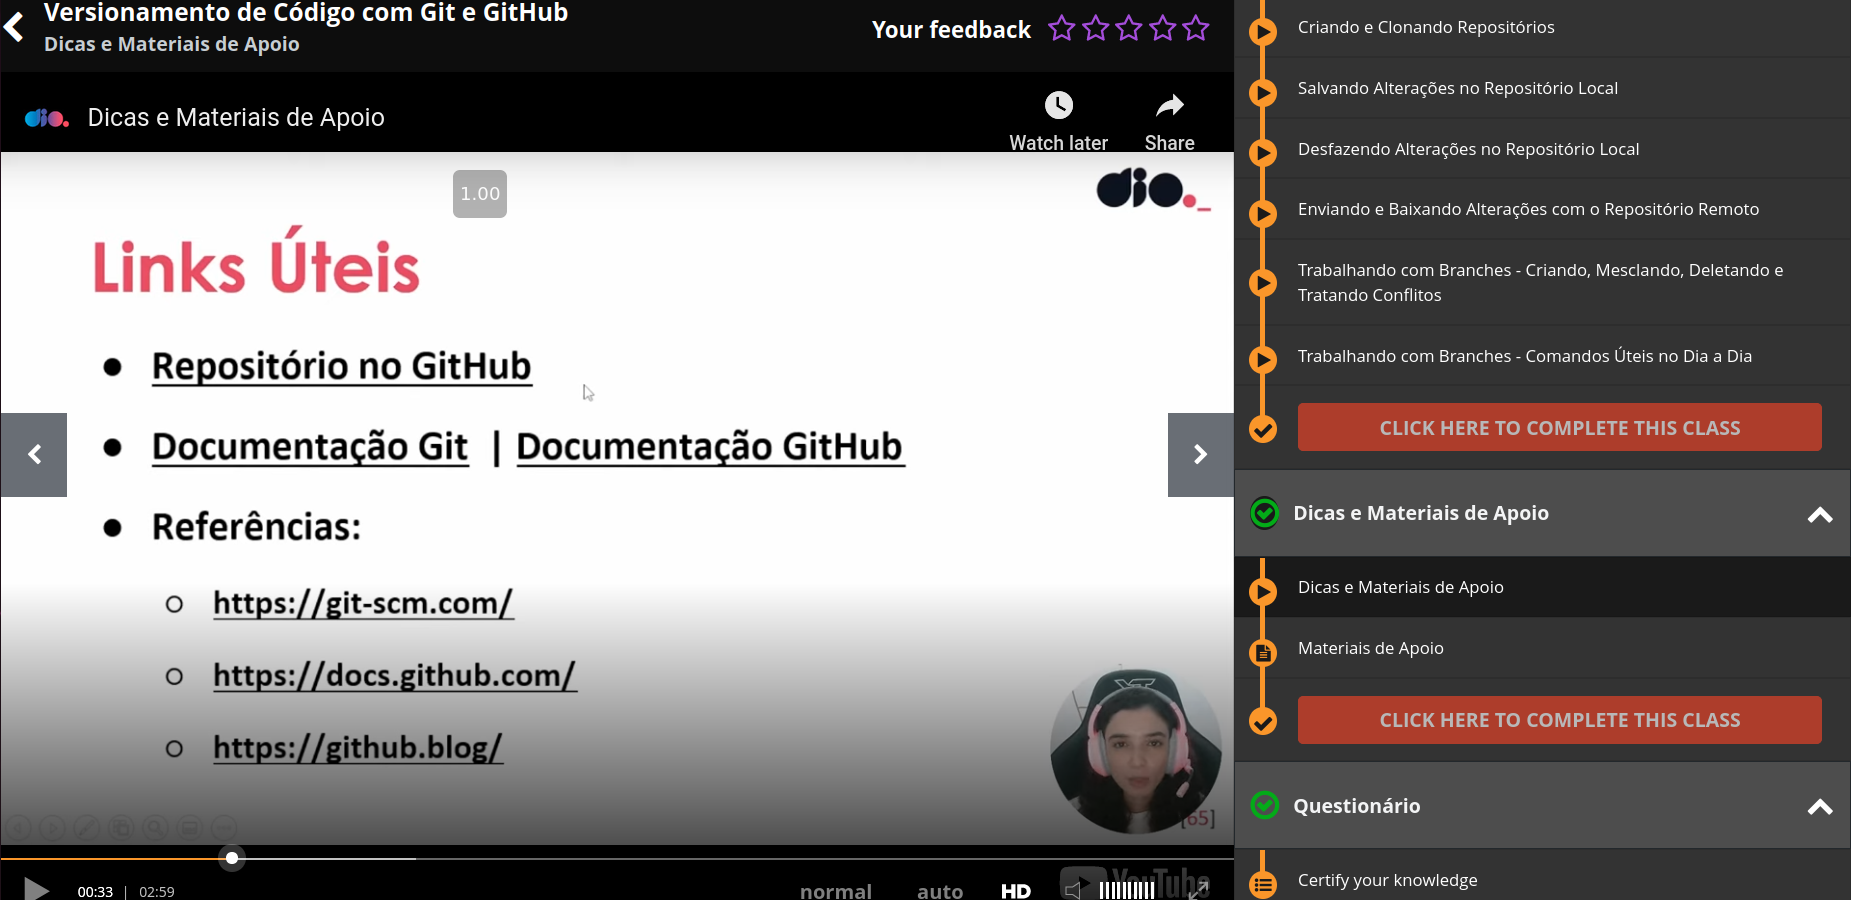 Versionamento de Código com Git e GitHub
Dicas e Materiais de Apoio
Your feedback
dio.
Dicas e Materiais de Apoio
Watch later
Share
1.00
dio._
Links Úteis
Repositório no GitHub
Documentação Git | Documentação GitHub
Referências:
https://git-scm.com/
https://docs.github.com/
https://github.blog/
[65]
00:33 | 02:59
normal
auto
HD
YouTube
Criando e Clonando Repositórios
Salvando Alterações no Repositório Local
Desfazendo Alterações no Repositório Local
Enviando e Baixando Alterações com o Repositório Remoto
Trabalhando com Branches - Criando, Mesclando, Deletando e
Tratando Conflitos
Trabalhando com Branches - Comandos Úteis no Dia a Dia
CLICK HERE TO COMPLETE THIS CLASS
Dicas e Materiais de Apoio
Dicas e Materiais de Apoio
Materiais de Apoio
CLICK HERE TO COMPLETE THIS CLASS
Questionário
Certify your knowledge